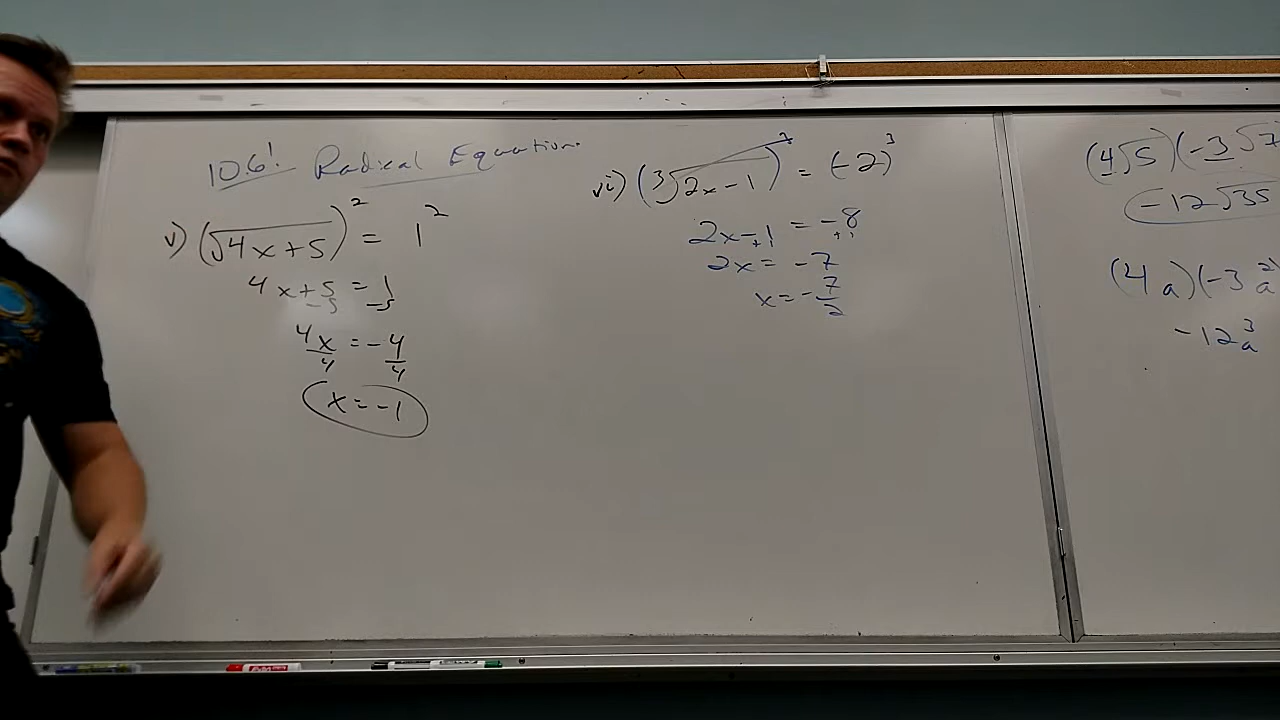 10.6! Radical Equations
v) (√4x+5)² = 1²
4x+5 = 1
-5 -5
4x/4 = -4/4
x = -1
vi) (3√2x-1)³ = (-2)³
2x-1 = -8
+1 +1
2x = -7
x = -7/2
(4√5)(-3√7
-12√35
(4a)(-3a²)
-12a³